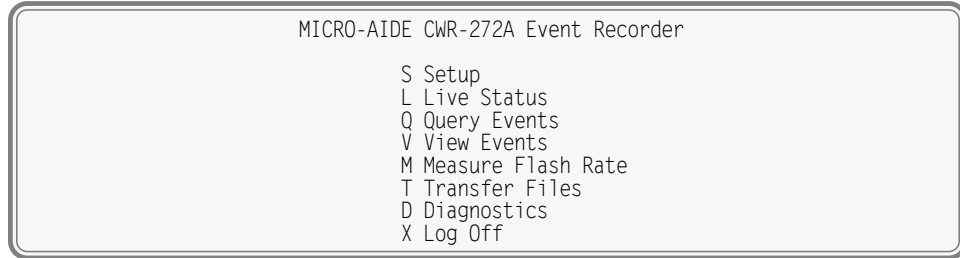 MICRO-AIDE CWR-272A Event Recorder
S Setup
L Live Status
Q Query Events
V View Events
M Measure Flash Rate
T Transfer Files
D Diagnostics
X Log Off